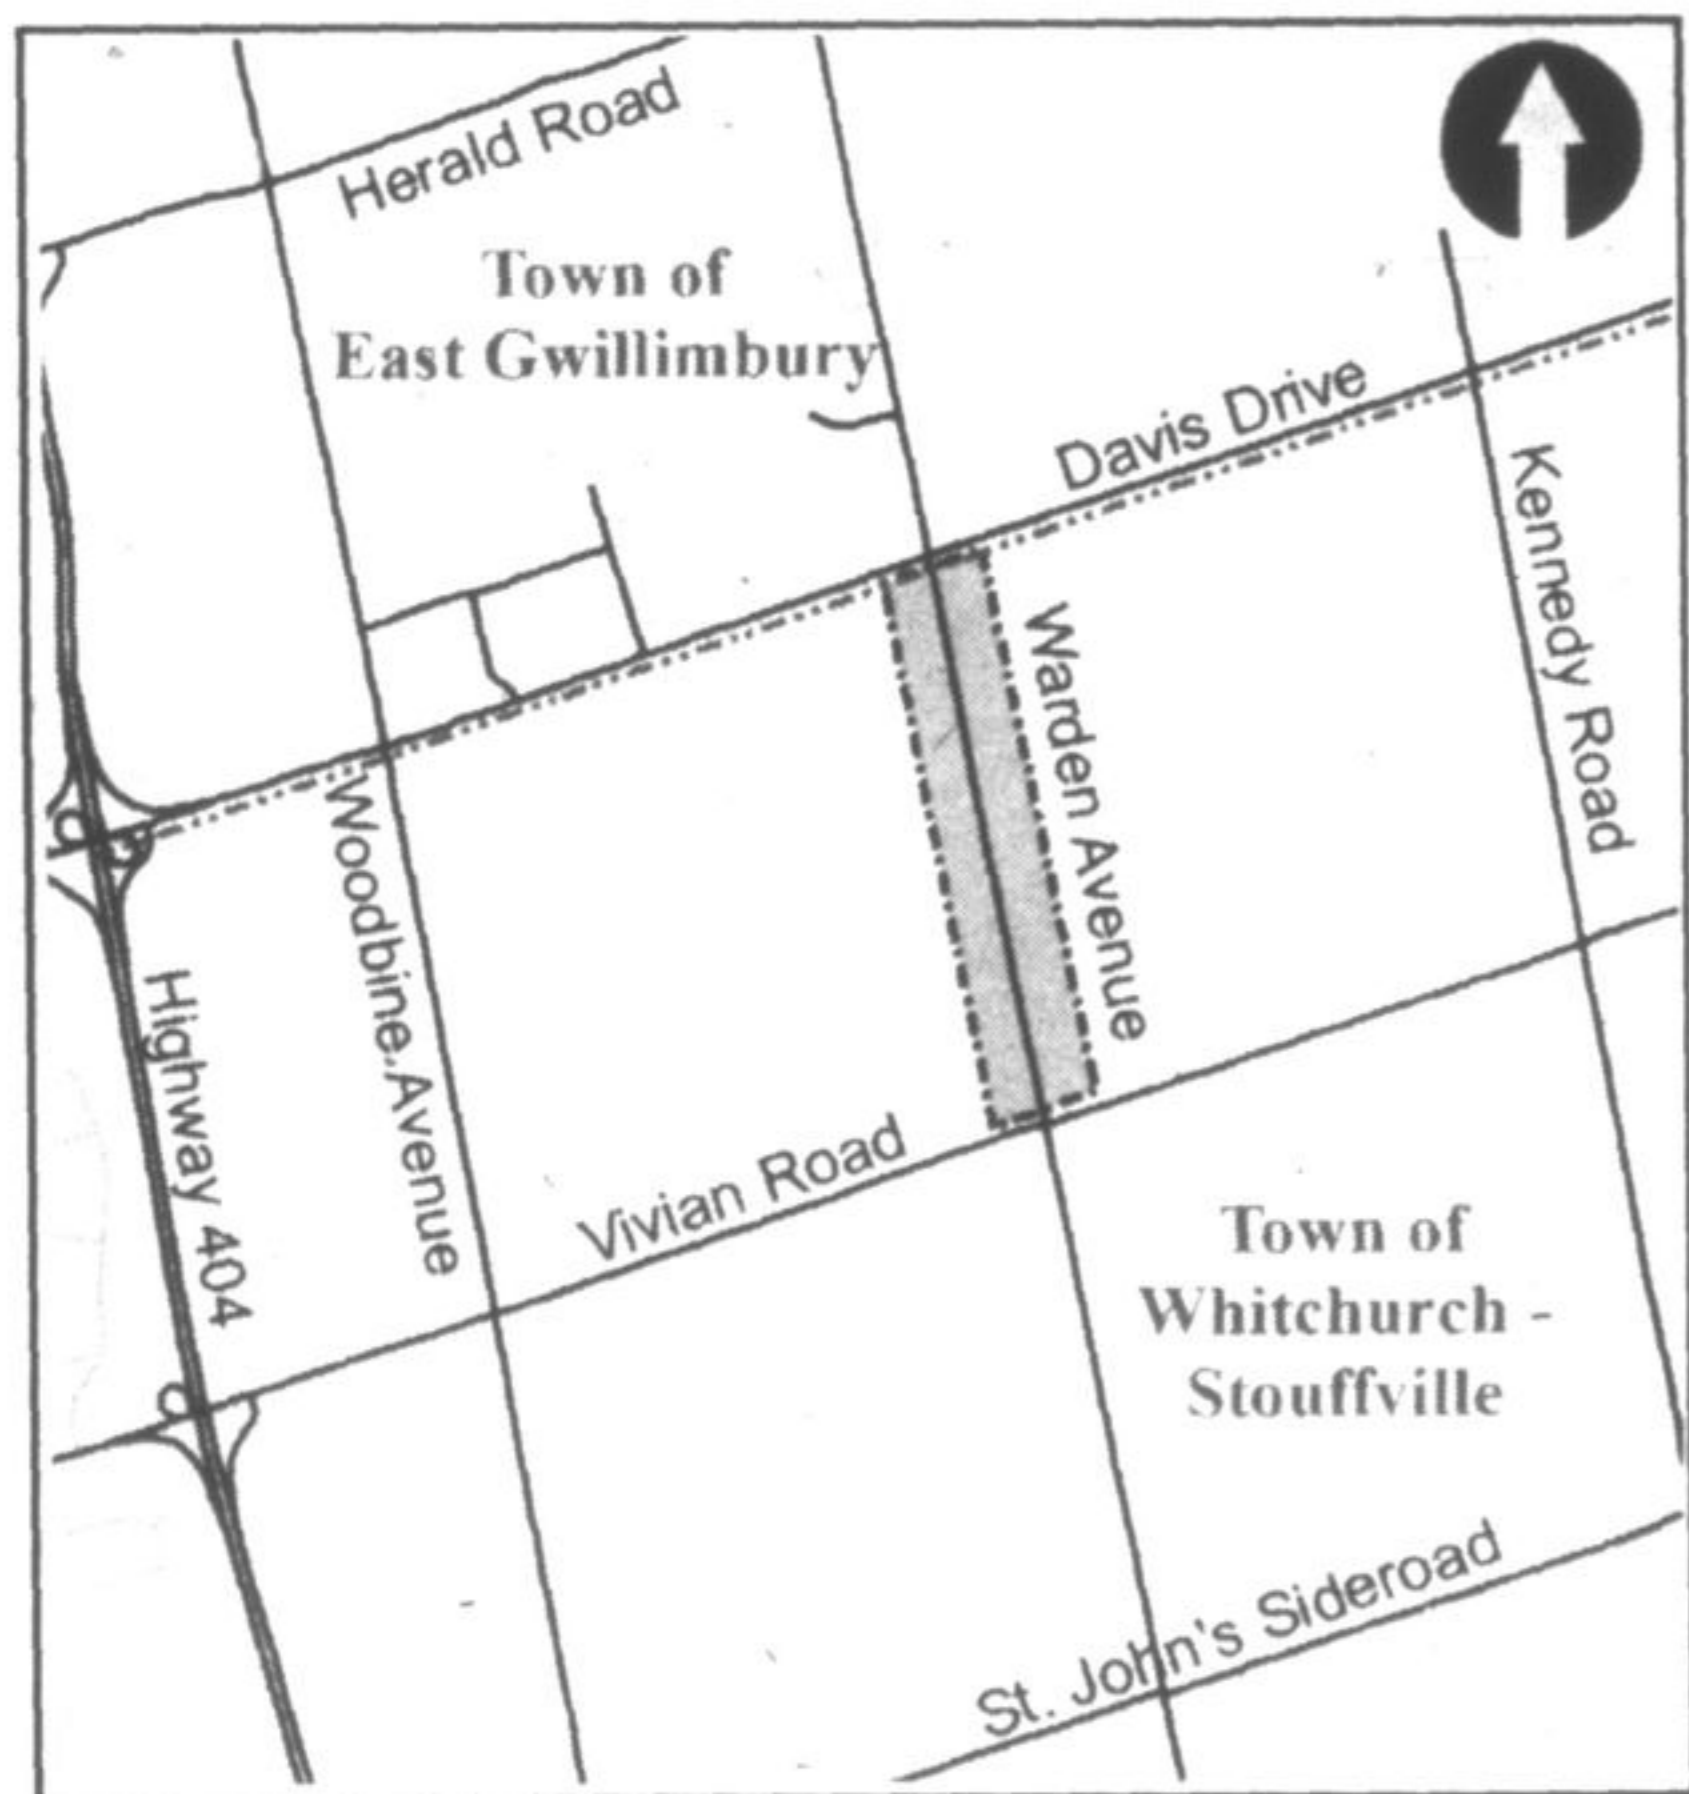 Herald Road
Town of
East Gwillimbury
Davis Drive
Kennedy Road
Warden Avenue
Woodbine Avenue
Highway 404
Vivian Road
Town of
Whitchurch -
Stouffville
St. John's Sideroad